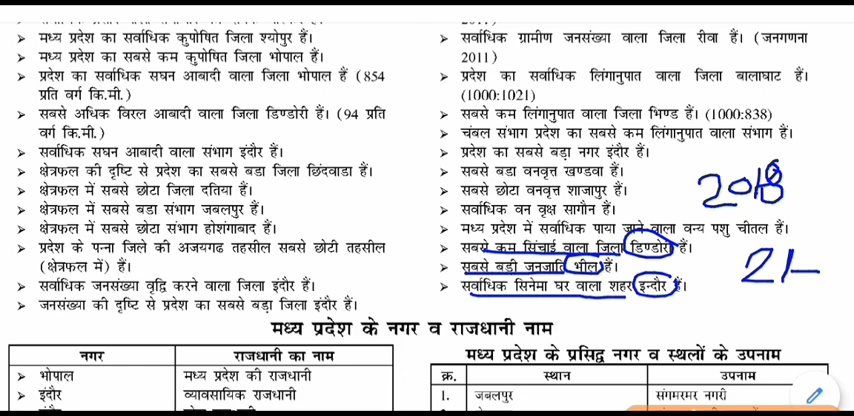 ➤ मध्य प्रदेश का सर्वाधिक कुपोषित जिला श्योपुर हैं।
➤ मध्य प्रदेश का सबसे कम कुपोषित जिला भोपाल हैं।
➤ प्रदेश का सर्वाधिक सघन आबादी वाला जिला भोपाल हैं (854
प्रति वर्ग कि.मी.)
➤ सबसे अधिक विरल आबादी वाला जिला डिण्डोरी हैं। (94 प्रति
वर्ग कि.मी.)
➤ सर्वाधिक सघन आबादी वाला संभाग इंदौर हैं।
➤ क्षेत्रफल की दृष्टि से प्रदेश का सबसे बडा जिला छिंदवाडा हैं।
➤ क्षेत्रफल में सबसे छोटा जिला दतिया हैं।
➤ क्षेत्रफल में सबसे बडा संभाग जबलपुर हैं।
➤ क्षेत्रफल में सबसे छोटा संभाग होशंगाबाद हैं।
➤ प्रदेश के पन्ना जिले की अजयगढ तहसील सबसे छोटी तहसील
(क्षेत्रफल में) हैं।
➤ सर्वाधिक जनसंख्या वृद्वि करने वाला जिला इंदौर हैं।
➤ जनसंख्या की दृष्टि से प्रदेश का सबसे बड़ा जिला इंदौर हैं।
2011)
➤ सर्वाधिक ग्रामीण जनसंख्या वाला जिला रीवा हैं। (जनगणना
2011)
➤ प्रदेश का सर्वाधिक लिंगानुपात वाला जिला बालाघाट हैं।
(1000:1021)
➤ सबसे कम लिंगानुपात वाला जिला भिण्ड हैं। (1000:838)
➤ चंबल संभाग प्रदेश का सबसे कम लिंगानुपात वाला संभाग हैं।
➤ प्रदेश का सबसे बडा नगर इंदौर हैं।
➤ सबसे बडा वनवृत्त खण्डवा हैं।
➤ सबसे छोटा वनवृत्त शाजापुर हैं।
➤ सर्वाधिक वन वृक्ष सागौन हैं।
➤ मध्य प्रदेश में सर्वाधिक पाया जाने वाला वन्य पशु चीतल हैं।
➤ सबसे कम सिंचाई वाला जिला डिण्डोरी हैं।
➤ सबसे बडी जनजाति भील हैं।
➤ सर्वाधिक सिनेमा घर वाला शहर इन्दौर हैं।
2018
21-
मध्य प्रदेश के नगर व राजधानी नाम
नगर राजधानी का नाम
➤ भोपाल मध्य प्रदेश की राजधानी
➤ इंदौर व्यावसायिक राजधानी
मध्य प्रदेश के प्रसिद्व नगर व स्थलों के उपनाम
क्र. स्थान उपनाम
1. जबलपुर संगमरमर नगरी